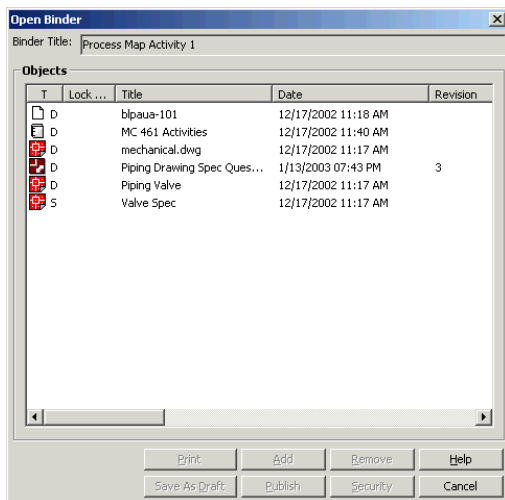 Open Binder
Binder Title: Process Map Activity 1
Objects
T Lock ... Title Date Revision
D blpaua-101 12/17/2002 11:18 AM
D MC 461 Activities 12/17/2002 11:40 AM
D mechanical.dwg 12/17/2002 11:17 AM
D Piping Drawing Spec Ques... 1/13/2003 07:43 PM 3
D Piping Valve 12/17/2002 11:17 AM
S Valve Spec 12/17/2002 11:17 AM
Print Add Remove Help
Save As Draft Publish Security Cancel